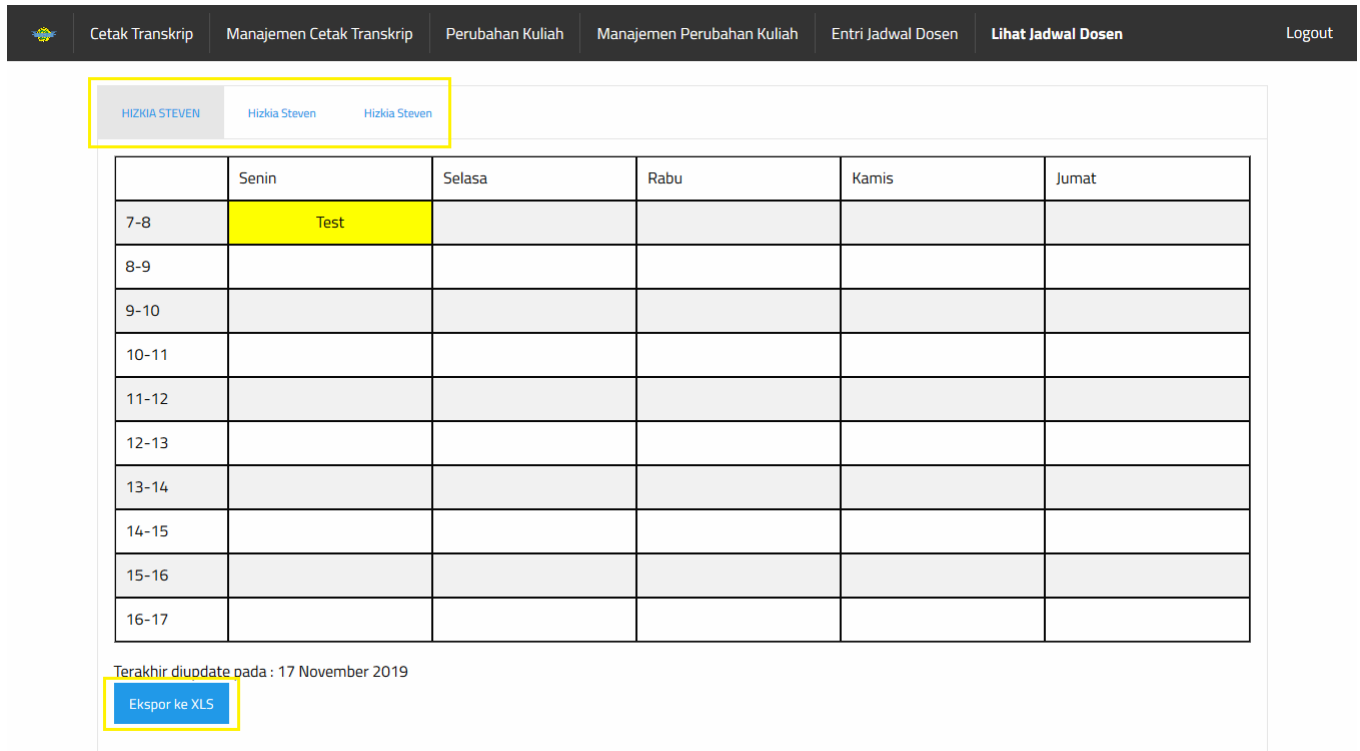 Cetak Transkrip Manajemen Cetak Transkrip Perubahan Kuliah Manajemen Perubahan Kuliah Entri Jadwal Dosen Lihat Jadwal Dosen Logout
HIZKIA STEVEN Hizkia Steven Hizkia Steven
Senin Selasa Rabu Kamis Jumat
7-8 Test
8-9
9-10
10-11
11-12
12-13
13-14
14-15
15-16
16-17
Terakhir diupdate pada : 17 November 2019
Ekspor ke XLS